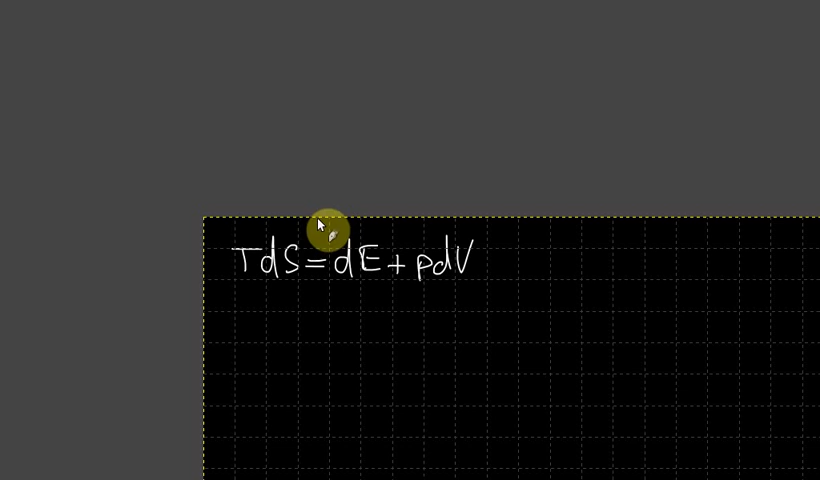 TdS = dE + pdV